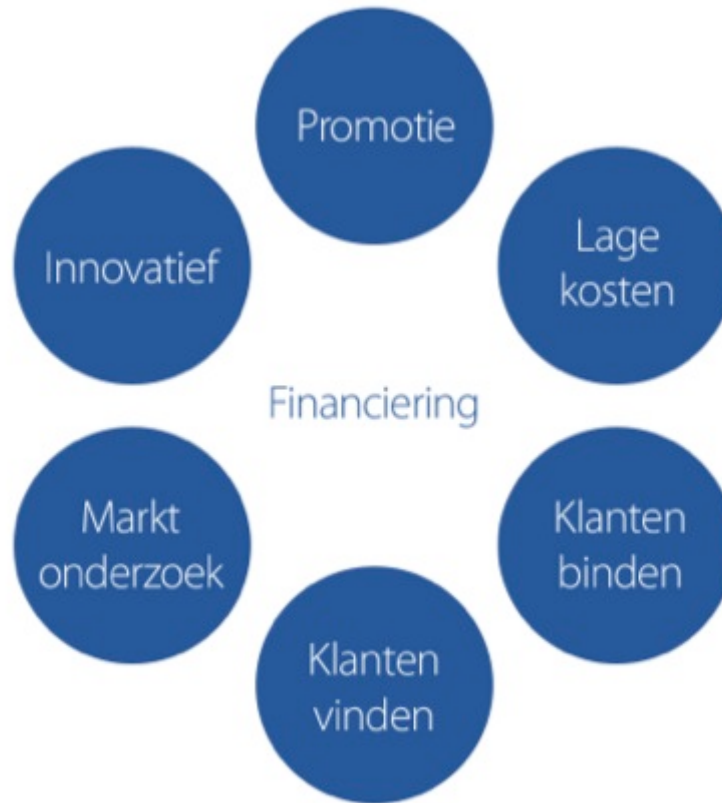 Promotie
Lage
kosten
Innovatief
Financiering
Markt
onderzoek
Klanten
binden
Klanten
vinden